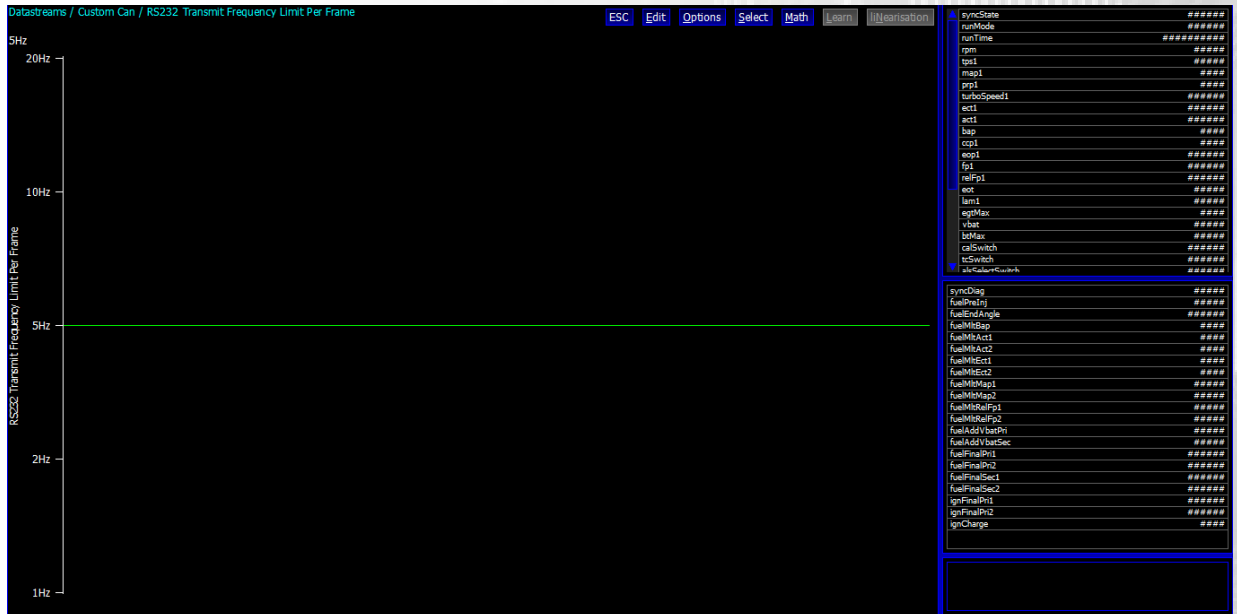 Datastreams / Custom Can / RS232 Transmit Frequency Limit Per Frame
ESC Edit Options Select Math Learn liNearisation
5Hz
20Hz
10Hz
5Hz
2Hz
1Hz
RS232 Transmit Frequency Limit Per Frame
syncState ######
runMode ######
runTime ##########
rpm #####
tps1 #####
map1 ####
prp1 ####
turboSpeed1 ######
ect1 ######
act1 ######
bap ####
ccp1 ####
eop1 ######
fp1 ######
relFp1 ######
eot #####
lam1 #####
egtMax ####
vbat #####
btMax #####
calSwitch ######
tcSwitch ######
alsSelectSwitch ######
syncDiag #####
fuelPreInj #####
fuelEndAngle ######
fuelMltBap ####
fuelMltAct1 ####
fuelMltAct2 ####
fuelMltEct1 ####
fuelMltEct2 ####
fuelMltMap1 #####
fuelMltMap2 #####
fuelMltRelFp1 #####
fuelMltRelFp2 #####
fuelAddVbatPri #####
fuelAddVbatSec #####
fuelFinalPri1 ######
fuelFinalPri2 ######
fuelFinalSec1 ######
fuelFinalSec2 ######
ignFinalPri1 ######
ignFinalPri2 ######
ignCharge ####